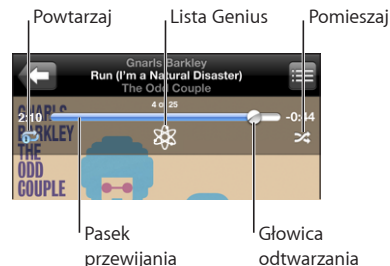 Powtarzaj
Lista Genius
Pomieszaj
Gnarls Barkley
Run (I'm a Natural Disaster)
The Odd Couple
4 of 25
2:10
-0:44
GNARLS
BARKLEY
THE
ODD
COUPLE
Pasek
przewijania
Głowica
odtwarzania